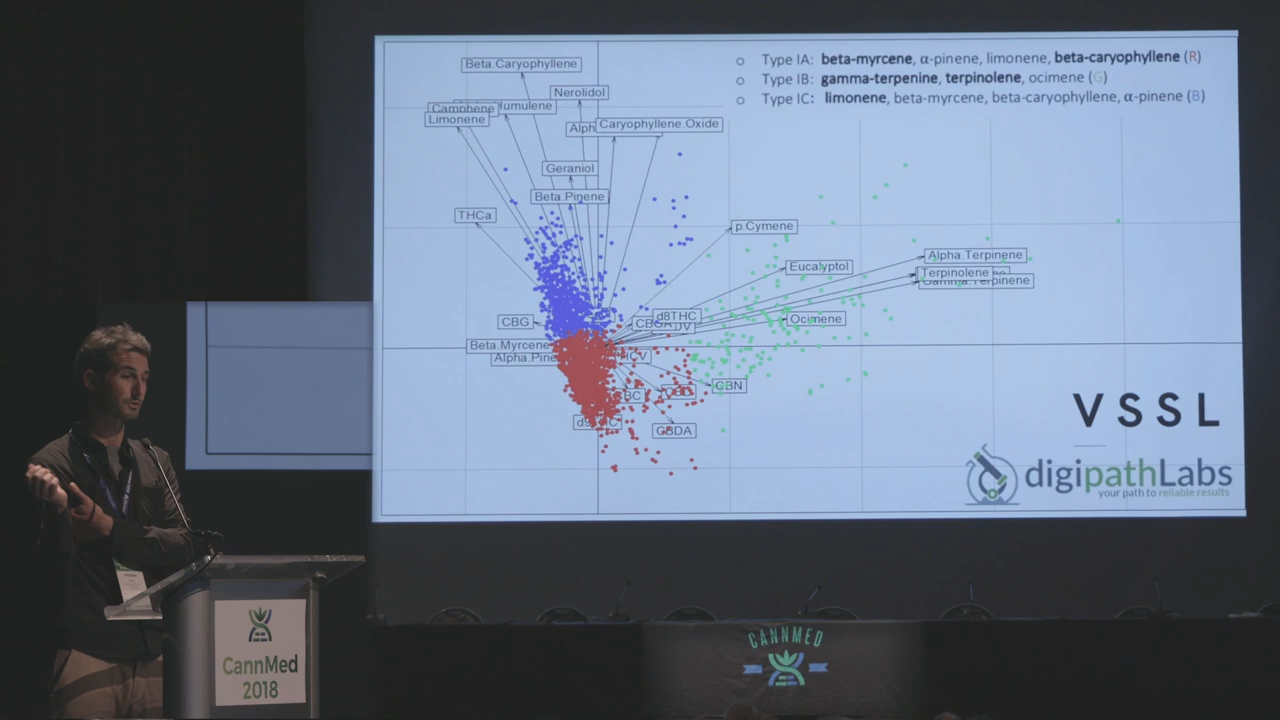 Type IA: beta-myrcene, α-pinene, limonene, beta-caryophyllene (R)
Type IB: gamma-terpenine, terpinolene, ocimene (G)
Type IC: limonene, beta-myrcene, beta-caryophyllene, α-pinene (B)
Beta.Caryophyllene
Nerolidol
Camphene
Humulene
Limonene
Alph
Caryophyllene.Oxide
Geraniol
Beta.Pinene
THCa
p.Cymene
Alpha.Terpinene
Eucalyptol
Terpinolene
Gamma.Terpinene
d8THC
CBG
Ocimene
Beta.Myrcene
Alpha.Pine
CBN
CBDA
VSSL
digipathLabs
your path to reliable results
CannMed
2018
CANNMED